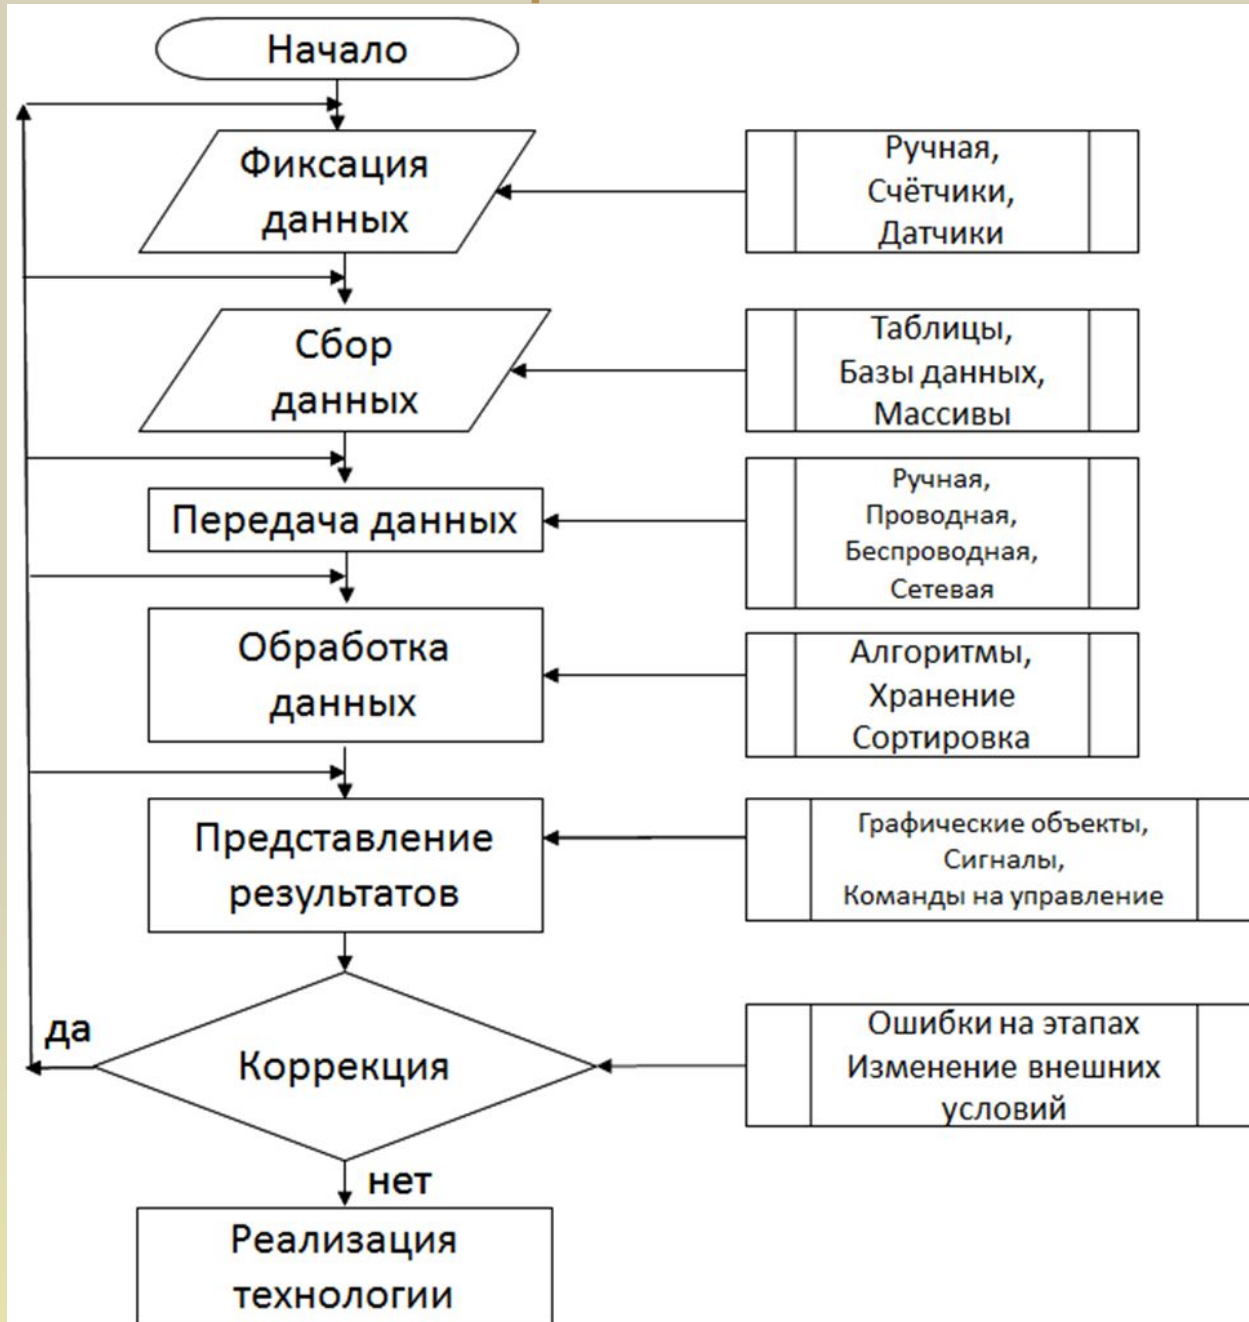 Начало
Фиксация
данных
Ручная,
Счётчики,
Датчики
Сбор
данных
Таблицы,
Базы данных,
Массивы
Передача данных
Ручная,
Проводная,
Беспроводная,
Сетевая
Обработка
данных
Алгоритмы,
Хранение
Сортировка
Представление
результатов
Графические объекты,
Сигналы,
Команды на управление
да
Коррекция
Ошибки на этапах
Изменение внешних
условий
нет
Реализация
технологии